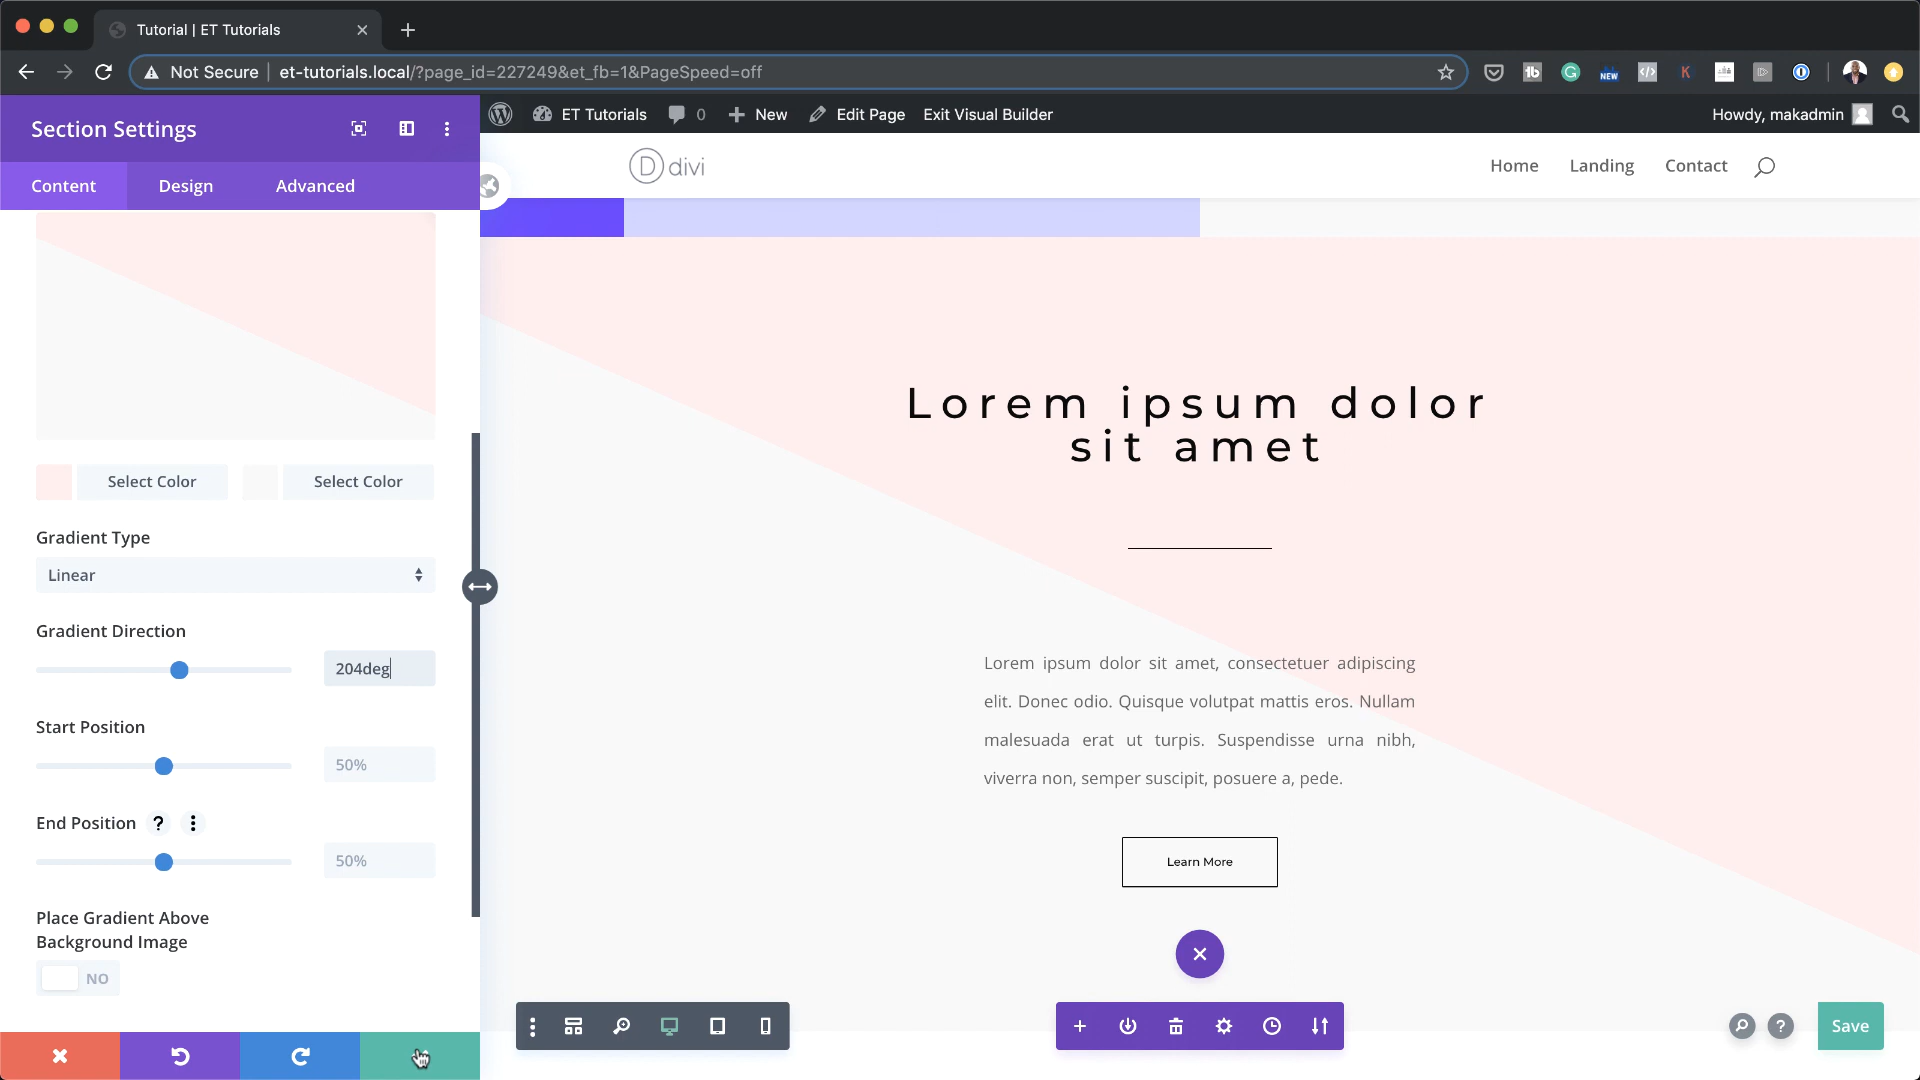 Tutorial | ET Tutorials
Not Secure | et-tutorials.local/?page_id=227249&et_fb=1&PageSpeed=off
NEW
K
Section Settings
ET Tutorials 0 New Edit Page Exit Visual Builder Howdy, makadmin
Content Design Advanced
D divi
Home Landing Contact
Lorem ipsum dolor
sit amet
Select Color Select Color
Gradient Type
Linear
Gradient Direction
204deg
Start Position
50%
End Position ?
50%
Place Gradient Above
Background Image
NO
Lorem ipsum dolor sit amet, consectetuer adipiscing
elit. Donec odio. Quisque volutpat mattis eros. Nullam
malesuada erat ut turpis. Suspendisse urna nibh,
viverra non, semper suscipit, posuere a, pede.
Learn More
? Save